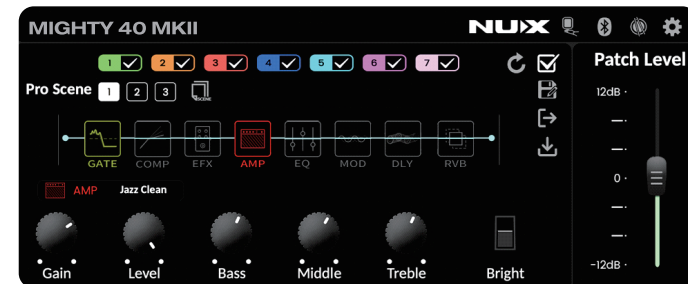 MIGHTY 40 MKII NUX
1 2 3 4 5 6 7
Patch Level
Pro Scene 1 2 3 SCENE
12dB
0
-12dB
GATE COMP EFX AMP EQ MOD DLY RVB
AMP Jazz Clean
Gain Level Bass Middle Treble Bright